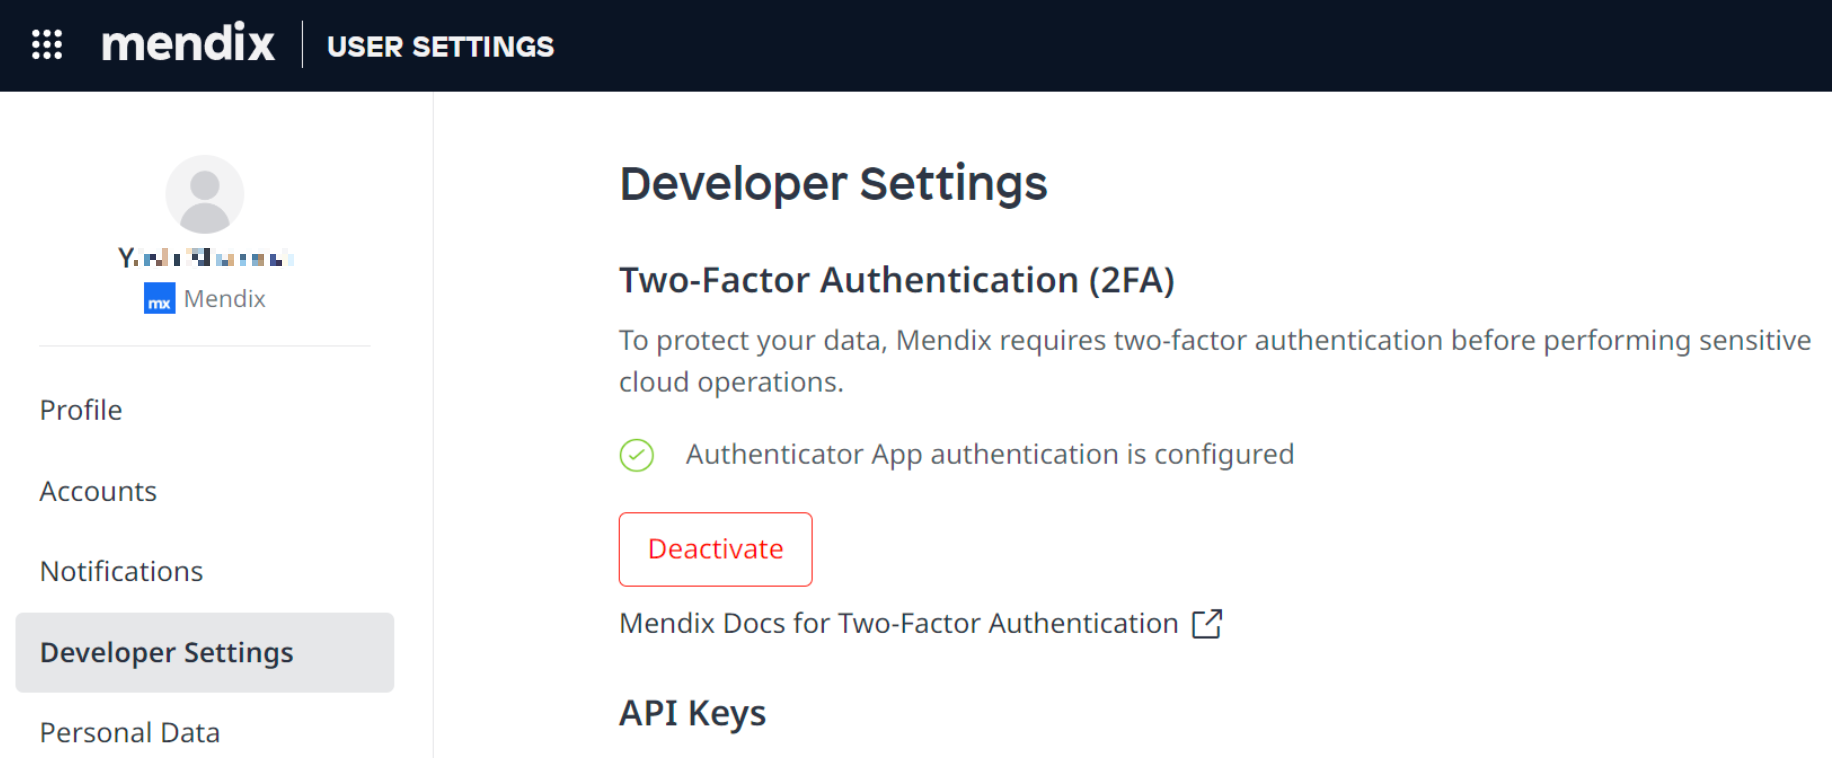 mendix
USER SETTINGS
mx Mendix
Profile
Accounts
Notifications
Developer Settings
Personal Data
Developer Settings
Two-Factor Authentication (2FA)
To protect your data, Mendix requires two-factor authentication before performing sensitive
cloud operations.
Authenticator App authentication is configured
Deactivate
Mendix Docs for Two-Factor Authentication
API Keys